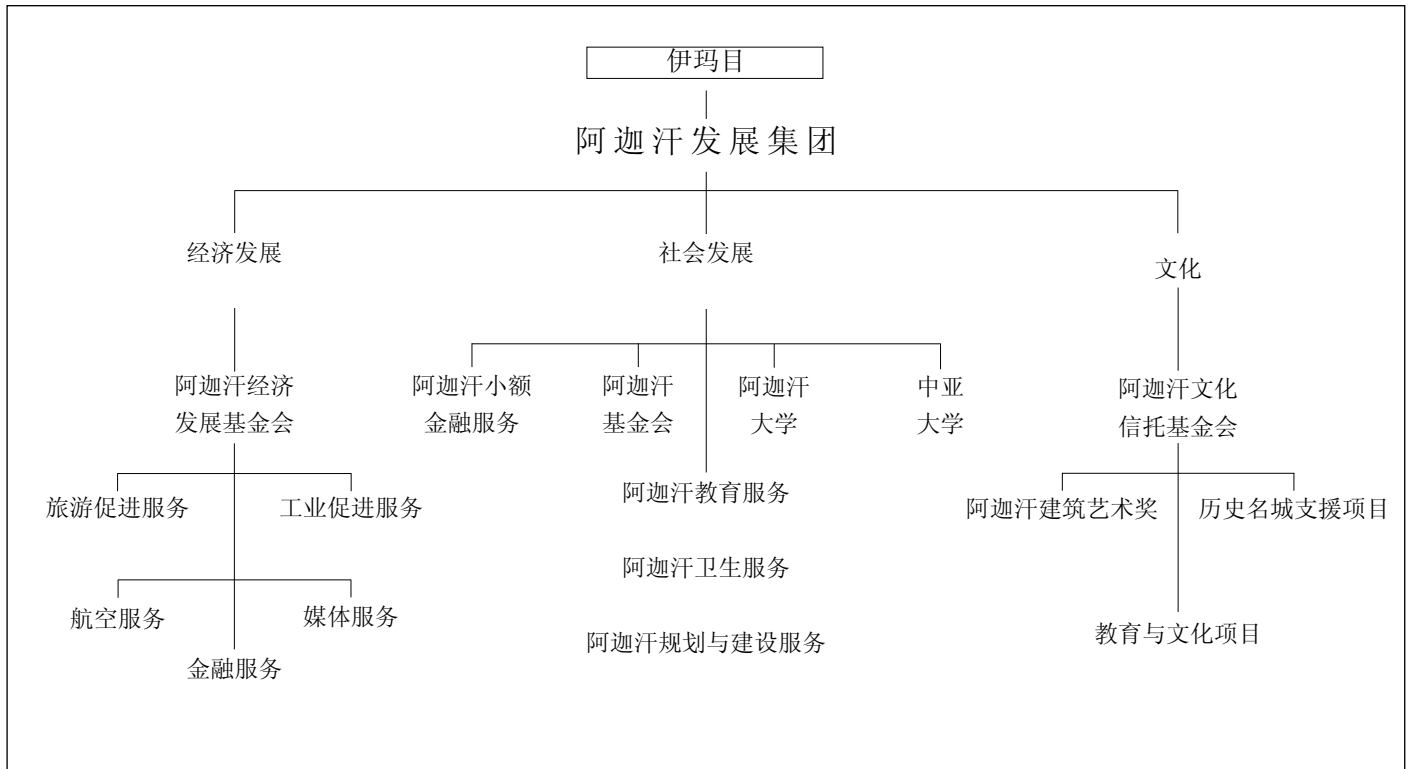 伊玛目
阿迦汗发展集团
经济发展
社会发展
文化
阿迦汗经济
发展基金会
阿迦汗小额
金融服务
阿迦汗
基金会
阿迦汗
大学
中亚
大学
阿迦汗文化
信托基金会
旅游促进服务
工业促进服务
阿迦汗教育服务
阿迦汗建筑艺术奖
历史名城支援项目
阿迦汗卫生服务
航空服务
媒体服务
阿迦汗规划与建设服务
教育与文化项目
金融服务